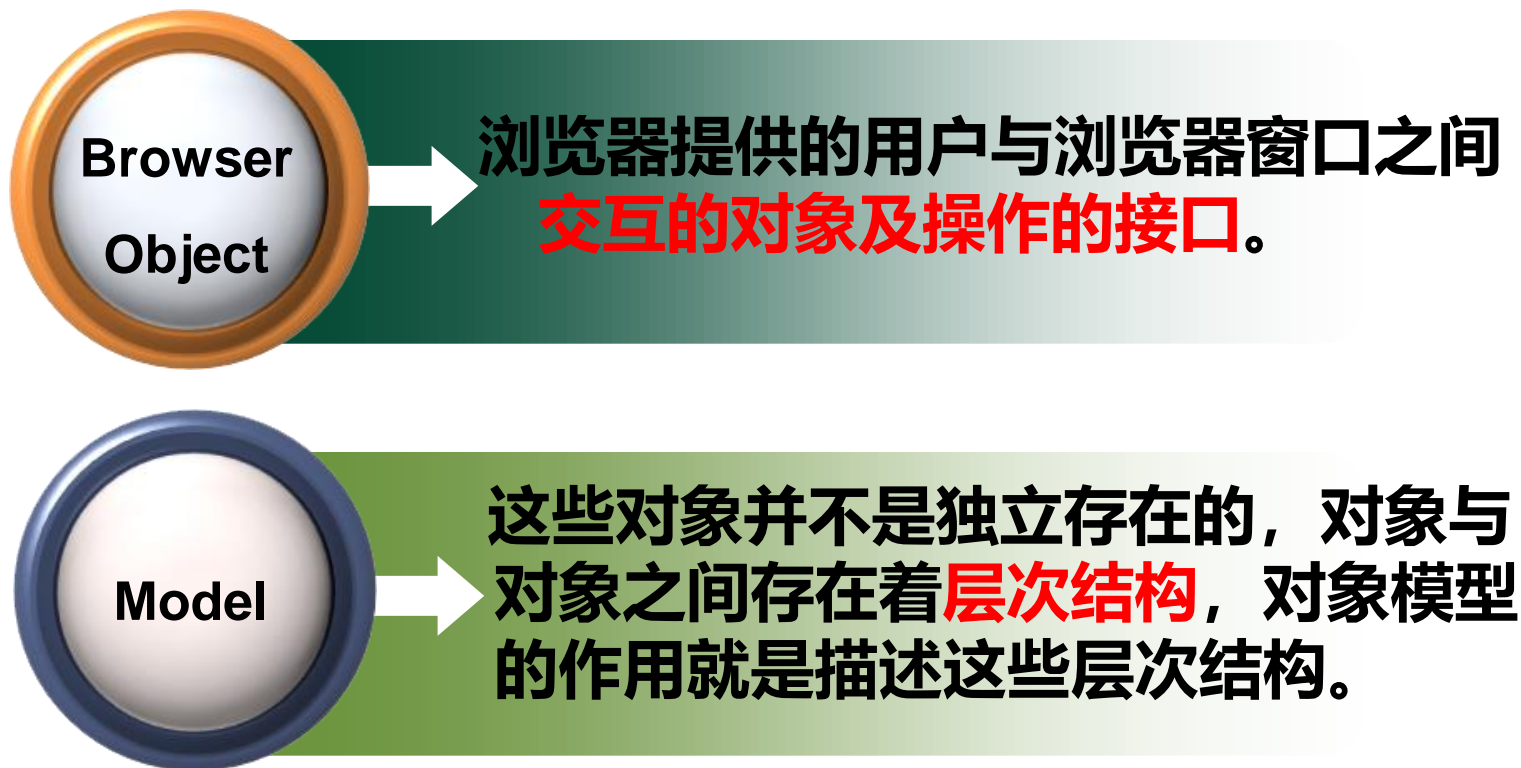 Browser
Object
浏览器提供的用户与浏览器窗口之间
交互的对象及操作的接口。
Model
这些对象并不是独立存在的，对象与
对象之间存在着层次结构，对象模型
的作用就是描述这些层次结构。